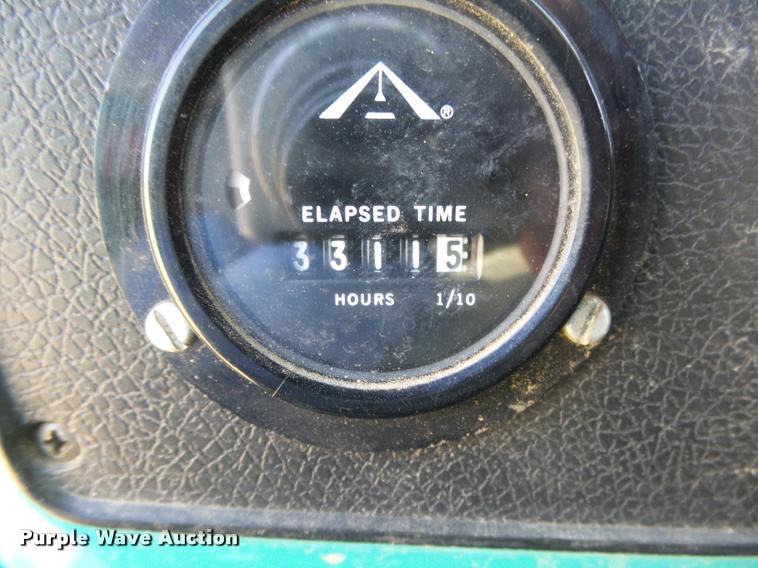 ®
ELAPSED TIME
3 3 1 1 5
HOURS 1/10
Purple Wave Auction